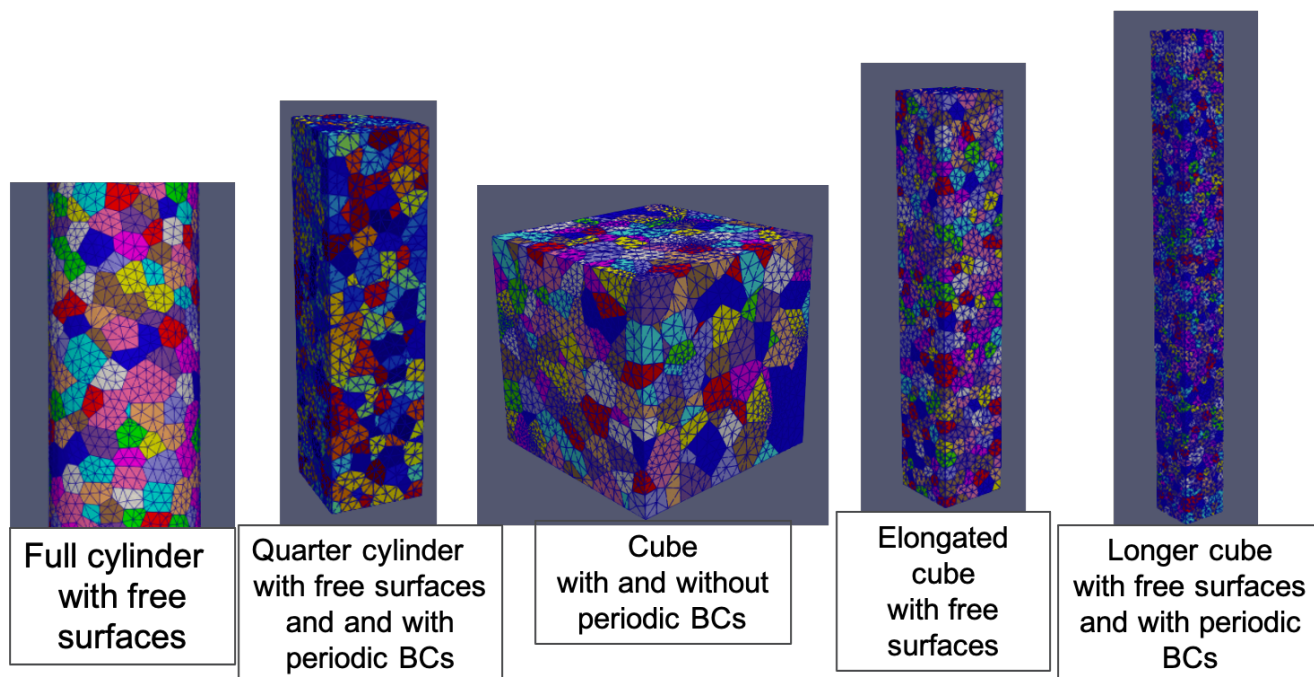 Full cylinder
with free
surfaces
Quarter cylinder
with free surfaces
and and with
periodic BCs
Cube
with and without
periodic BCs
Elongated
cube
with free
surfaces
Longer cube
with free surfaces
and with periodic
BCs